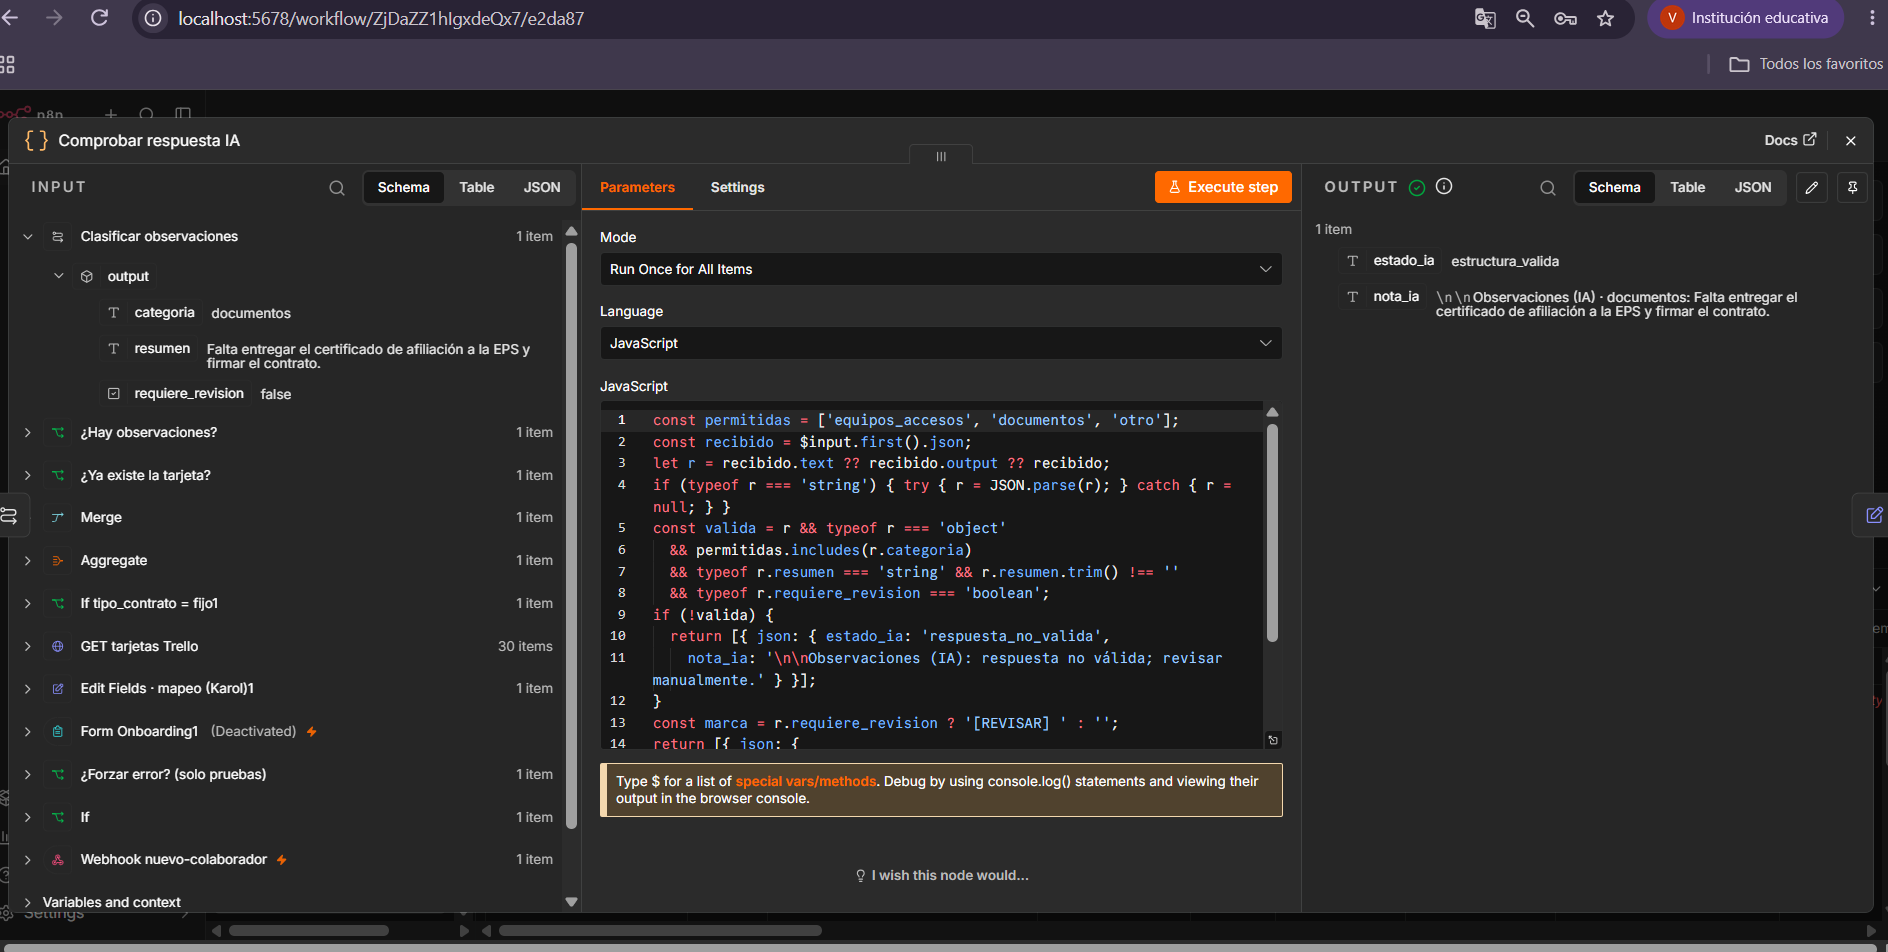 localhost:5678/workflow/ZjDaZZ1hIgxdeQx7/e2da87
V
Institución educativa
Todos los favoritos
n8n
Comprobar respuesta IA
Docs
INPUT
Schema
Table
JSON
Parameters
Settings
Execute step
OUTPUT
Schema
Table
JSON
Clasificar observaciones
1 item
output
categoria
documentos
resumen
Falta entregar el certificado de afiliación a la EPS y
firmar el contrato.
requiere_revision
false
¿Hay observaciones?
1 item
¿Ya existe la tarjeta?
1 item
Merge
1 item
Aggregate
1 item
If tipo_contrato = fijo1
1 item
GET tarjetas Trello
30 items
Edit Fields · mapeo (Karol)1
1 item
Form Onboarding1 (Deactivated)
1 item
¿Forzar error? (solo pruebas)
1 item
If
1 item
Webhook nuevo-colaborador
1 item
Variables and context
Settings
Mode
Run Once for All Items
Language
JavaScript
JavaScript
1 const permitidas = ['equipos_accesos', 'documentos', 'otro'];
2 const recibido = $input.first().json;
3 let r = recibido.text ?? recibido.output ?? recibido;
4 if (typeof r === 'string') { try { r = JSON.parse(r); } catch { r =
null; } }
5 const valida = r && typeof r === 'object'
6 && permitidas.includes(r.categoria)
7 && typeof r.resumen === 'string' && r.resumen.trim() !== ''
8 && typeof r.requiere_revision === 'boolean';
9 if (!valida) {
10 return [{ json: { estado_ia: 'respuesta_no_valida',
11 nota_ia: '\n\nObservaciones (IA): respuesta no válida; revisar
manualmente.' } }];
12 }
13 const marca = r.requiere_revision ? '[REVISAR] ' : '';
14 return [{ json: {
Type $ for a list of special vars/methods. Debug by using console.log() statements and viewing their
output in the browser console.
I wish this node would...
1 item
estado_ia
estructura_valida
nota_ia
\n\nObservaciones (IA) · documentos: Falta entregar el
certificado de afiliación a la EPS y firmar el contrato.